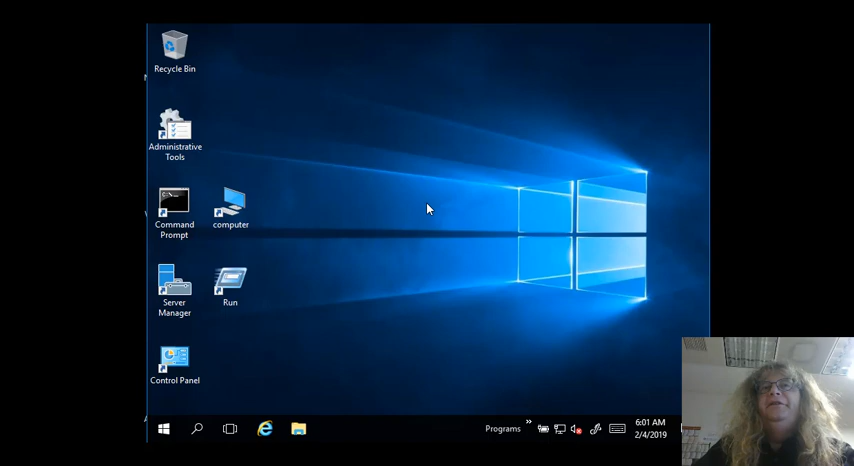 Recycle Bin
Administrative
Tools
Command
Prompt
computer
Server
Manager
Run
Control Panel
Programs
6:01 AM
2/4/2019